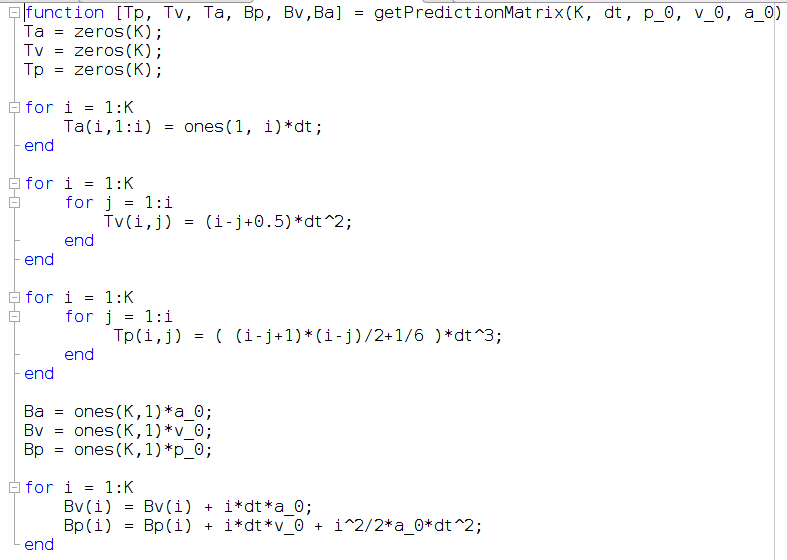 function [Tp, Tv, Ta, Bp, Bv,Ba] = getPredictionMatrix(K, dt, p_0, v_0, a_0)
Ta = zeros(K);
Tv = zeros(K);
Tp = zeros(K);
for i = 1:K
    Ta(i,1:i) = ones(1, i)*dt;
end
for i = 1:K
    for j = 1:i
        Tv(i,j) = (i-j+0.5)*dt^2;
    end
end
for i = 1:K
    for j = 1:i
         Tp(i,j) = ( (i-j+1)*(i-j)/2+1/6 )*dt^3;
    end
end
Ba = ones(K,1)*a_0;
Bv = ones(K,1)*v_0;
Bp = ones(K,1)*p_0;
for i = 1:K
    Bv(i) = Bv(i) + i*dt*a_0;
    Bp(i) = Bp(i) + i*dt*v_0 + i^2/2*a_0*dt^2;
end